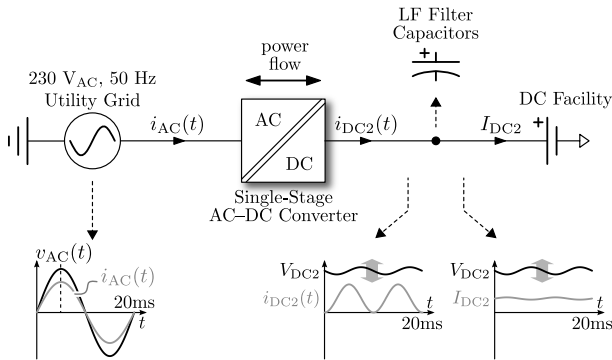 LF Filter
Capacitors
+
power
flow
230 V_AC, 50 Hz
Utility Grid
DC Facility
i_AC(t)
AC
DC
i_DC2(t)
I_DC2
+
Single-Stage
AC–DC Converter
v_AC(t)
i_AC(t)
20ms
t
V_DC2
i_DC2(t)
t
20ms
V_DC2
I_DC2
t
20ms